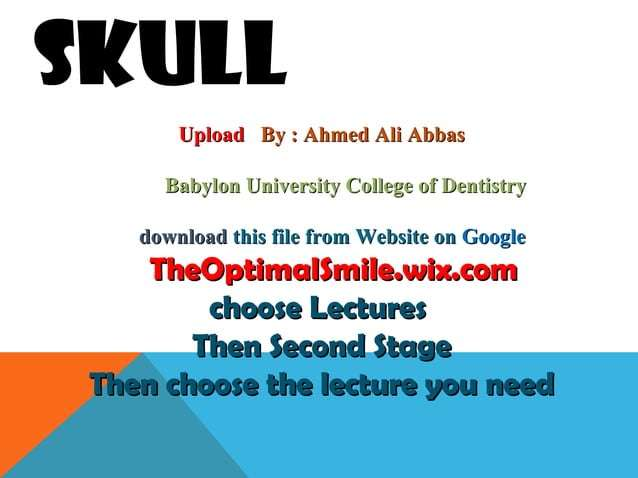 SKULL
Upload By : Ahmed Ali Abbas
Babylon University College of Dentistry
download this file from Website on Google
TheOptimalSmile.wix.com
choose Lectures
Then Second Stage
Then choose the lecture you need